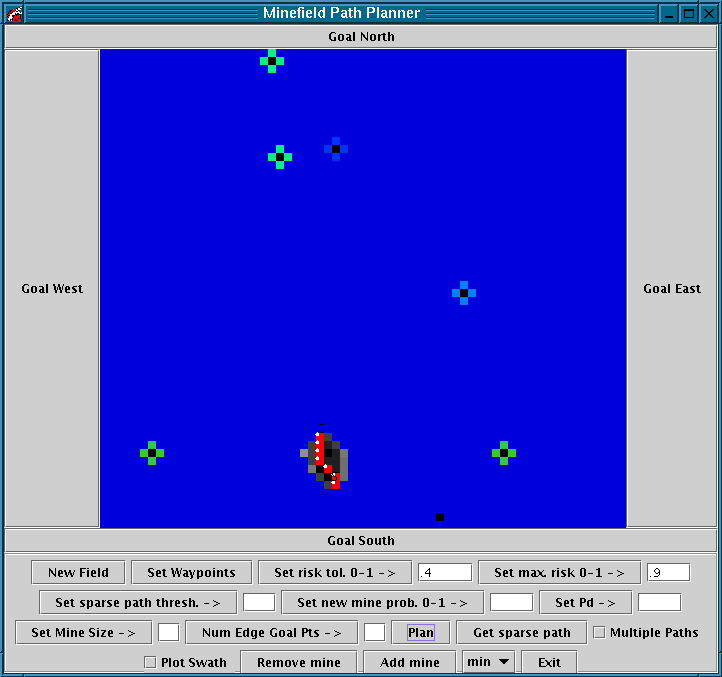 Minefield Path Planner
Goal North
Goal West
Goal East
Goal South
New Field Set Waypoints Set risk tol. 0-1 -> .4 Set max. risk 0-1 -> .9
Set sparse path thresh. -> Set new mine prob. 0-1 -> Set Pd ->
Set Mine Size -> Num Edge Goal Pts -> Plan Get sparse path Multiple Paths
Plot Swath Remove mine Add mine min Exit